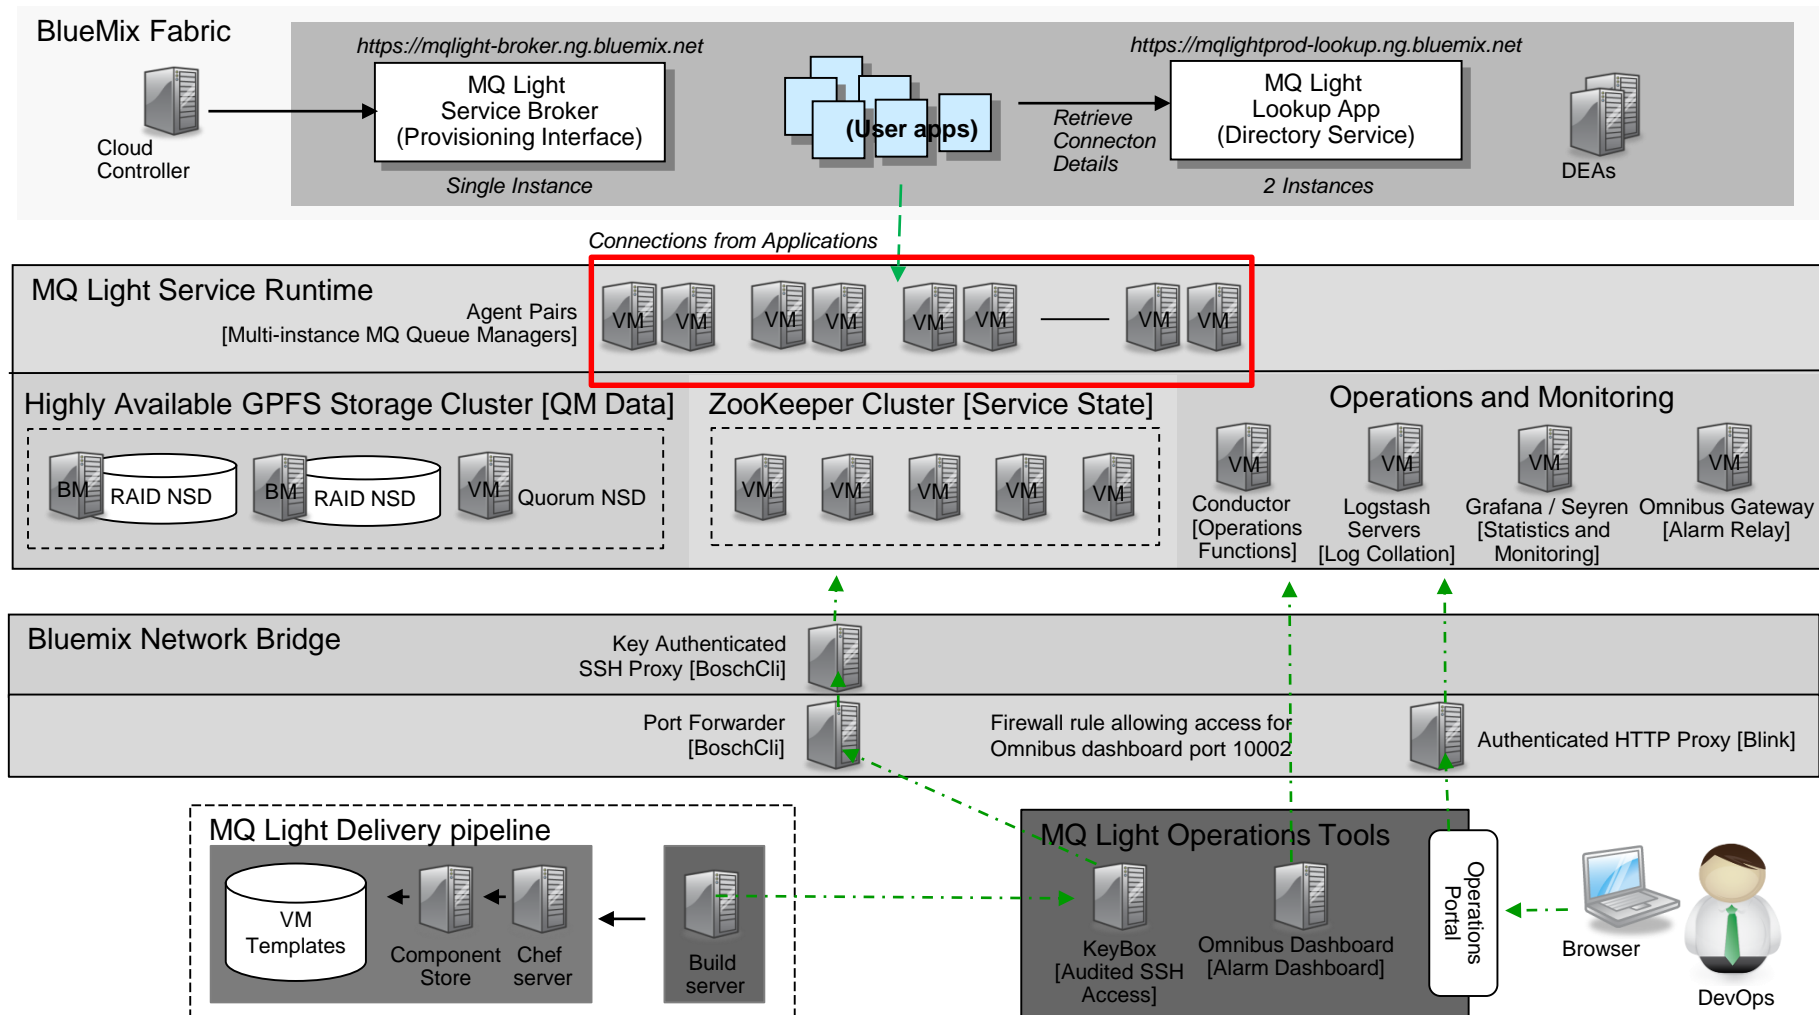 BlueMix Fabric
https://mqlight-broker.ng.bluemix.net
https://mqlightprod-lookup.ng.bluemix.net
Cloud
Controller
MQ Light
Service Broker
(Provisioning Interface)
Single Instance
(User apps)
Retrieve
Connecton
Details
MQ Light
Lookup App
(Directory Service)
2 Instances
DEAs
Connections from Applications
MQ Light Service Runtime
Agent Pairs
[Multi-instance MQ Queue Managers]
VM VM VM VM VM VM VM VM
Highly Available GPFS Storage Cluster [QM Data]
BM RAID NSD BM RAID NSD VM Quorum NSD
ZooKeeper Cluster [Service State]
VM VM VM VM VM
Operations and Monitoring
VM VM VM VM
Conductor
[Operations
Functions]
Logstash
Servers
[Log Collation]
Grafana / Seyren
[Statistics and
Monitoring]
Omnibus Gateway
[Alarm Relay]
Bluemix Network Bridge
Key Authenticated
SSH Proxy [BoschCli]
Port Forwarder
[BoschCli]
Firewall rule allowing access for
Omnibus dashboard port 10002
Authenticated HTTP Proxy [Blink]
MQ Light Delivery pipeline
VM
Templates
Component
Store
Chef
server
Build
server
MQ Light Operations Tools
KeyBox
[Audited SSH
Access]
Omnibus Dashboard
[Alarm Dashboard]
Operations
Portal
Browser
DevOps